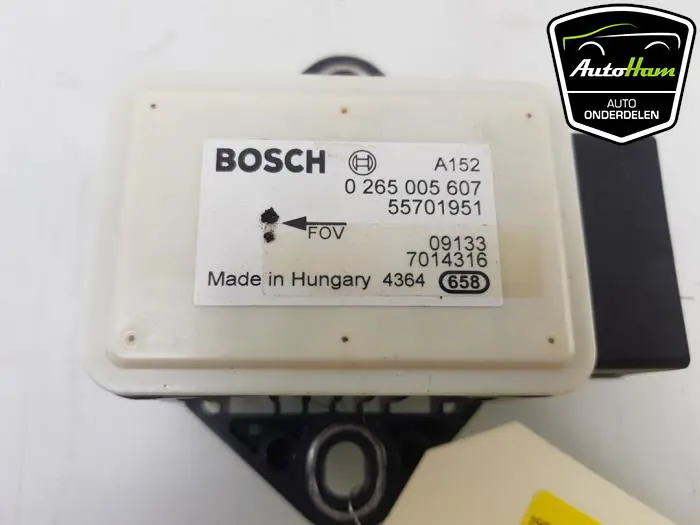 BOSCH A152
0 265 005 607
55701951
FOV
09133
7014316
Made in Hungary 4364 658
AutoHam
AUTO
ONDERDELEN